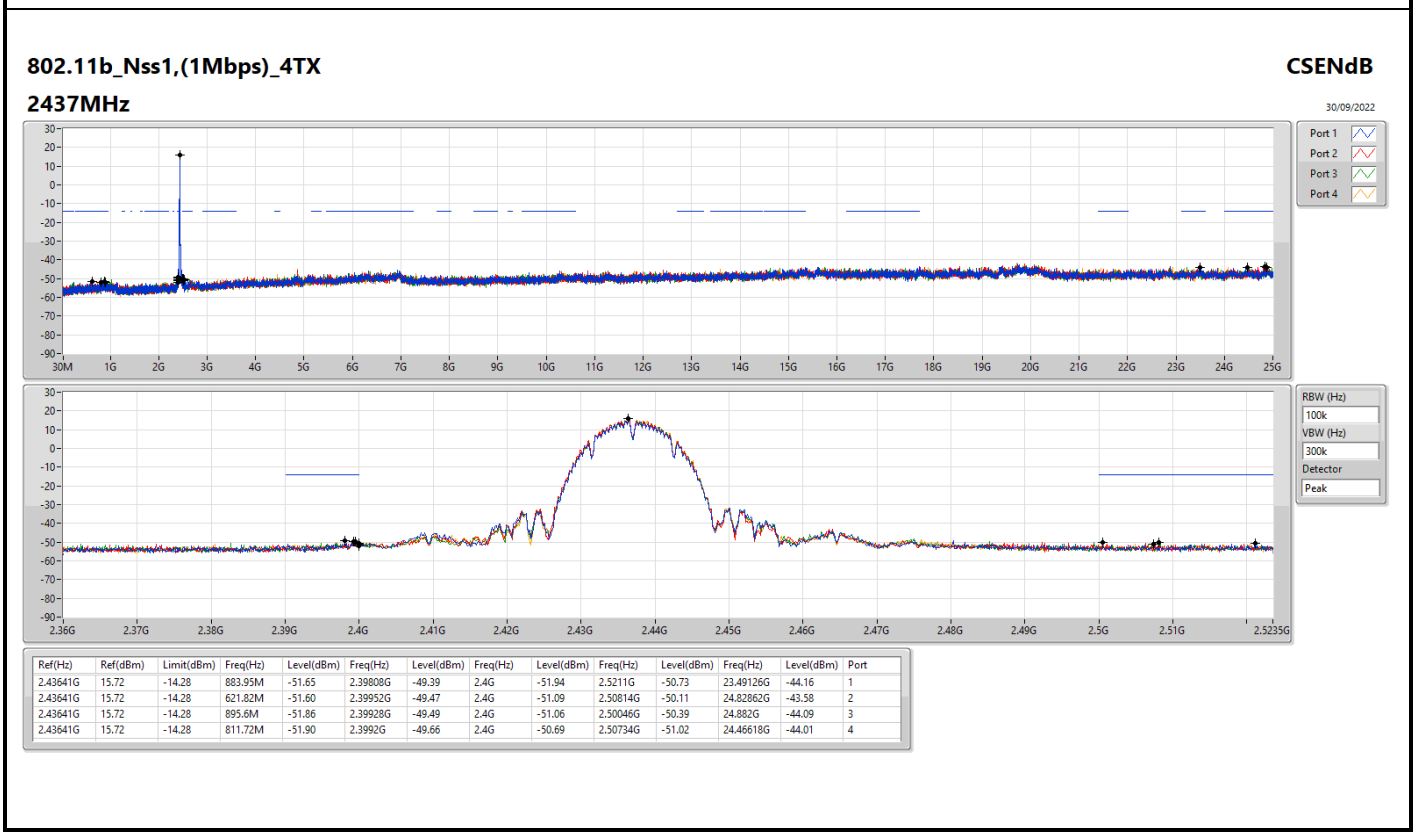 802.11b_Nss1,(1Mbps)_4TX CSENdB
2437MHz
30/09/2022
30
20
10
0
-10
-20
-30
-40
-50
-60
-70
-80
-90
30M 1G 2G 3G 4G 5G 6G 7G 8G 9G 10G 11G 12G 13G 14G 15G 16G 17G 18G 19G 20G 21G 22G 23G 24G 25G
Port 1
Port 2
Port 3
Port 4
30
20
10
0
-10
-20
-30
-40
-50
-60
-70
-80
-90
2.36G 2.37G 2.38G 2.39G 2.4G 2.41G 2.42G 2.43G 2.44G 2.45G 2.46G 2.47G 2.48G 2.49G 2.5G 2.51G 2.5235G
RBW (Hz)
100k
VBW (Hz)
300k
Detector
Peak
Ref(Hz) Ref(dBm) Limit(dBm) Freq(Hz) Level(dBm) Freq(Hz) Level(dBm) Freq(Hz) Level(dBm) Freq(Hz) Level(dBm) Freq(Hz) Level(dBm) Port
2.43641G 15.72 -14.28 883.95M -51.65 2.39808G -49.39 2.4G -51.94 2.5211G -50.73 23.49126G -44.16 1
2.43641G 15.72 -14.28 621.82M -51.60 2.39952G -49.47 2.4G -51.09 2.50814G -50.11 24.82862G -43.58 2
2.43641G 15.72 -14.28 895.6M -51.86 2.39928G -49.49 2.4G -51.06 2.50046G -50.39 24.882G -44.09 3
2.43641G 15.72 -14.28 811.72M -51.90 2.3992G -49.66 2.4G -50.69 2.50734G -51.02 24.46618G -44.01 4